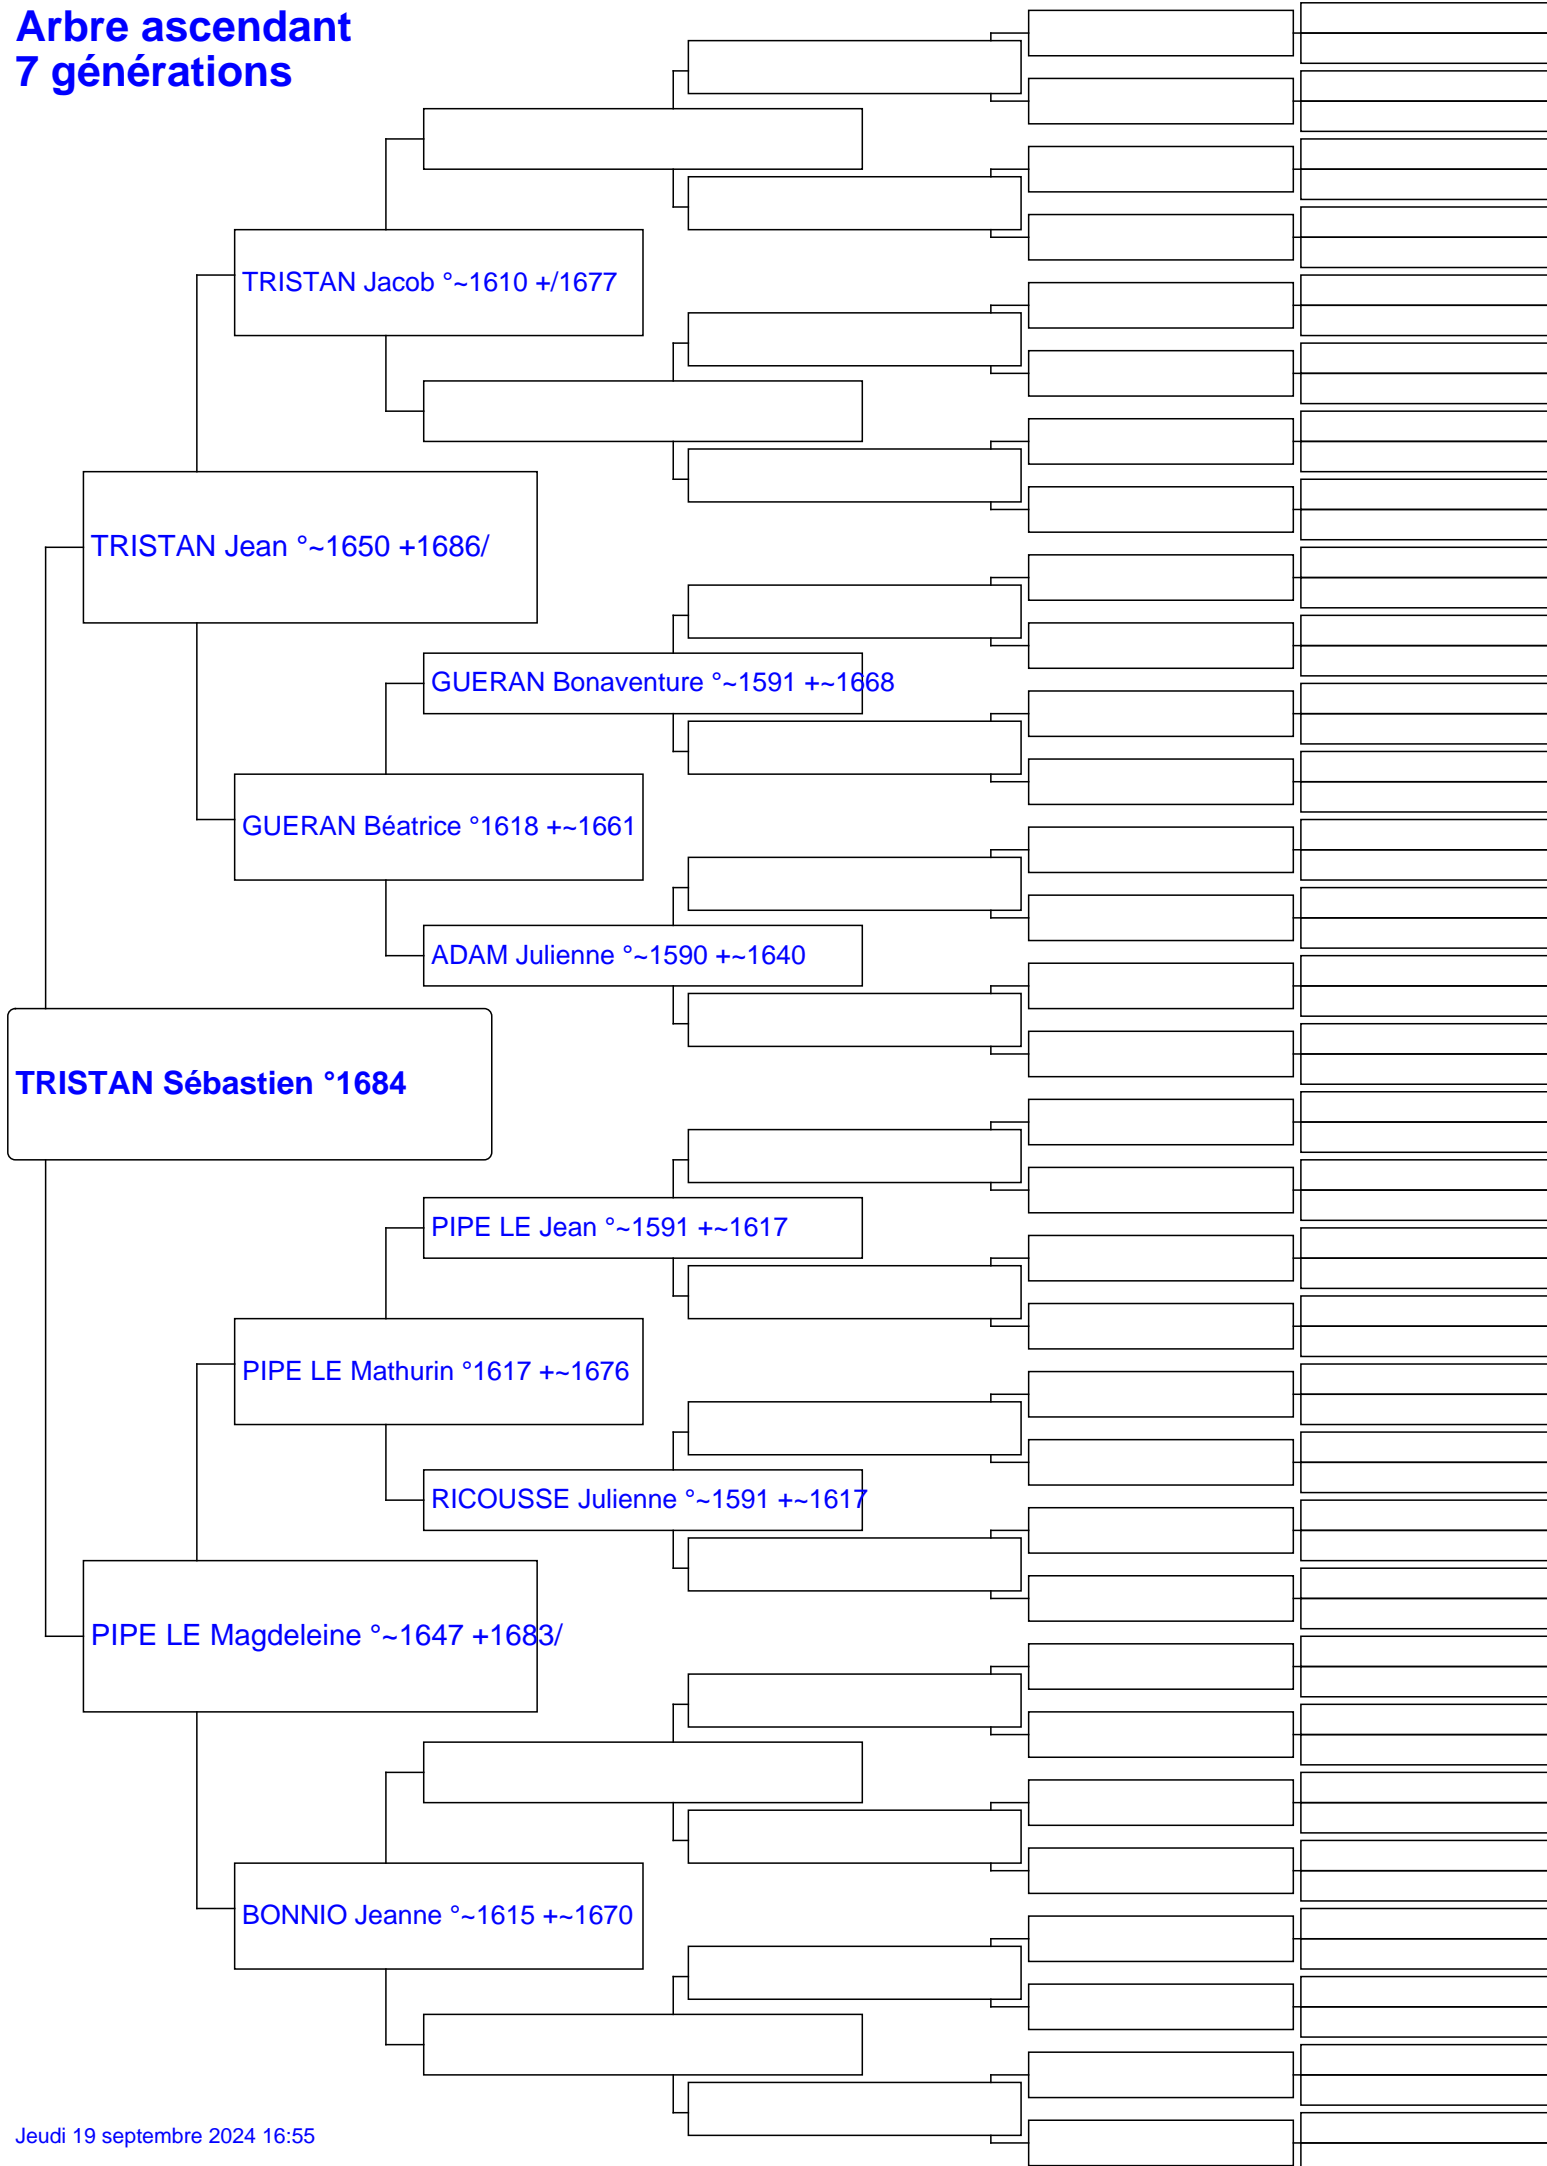 Arbre ascendant
7 générations
TRISTAN Jacob °~1610 +/1677
TRISTAN Jean °~1650 +1686/
GUERAN Bonaventure °~1591 +~1668
GUERAN Béatrice °1618 +~1661
ADAM Julienne °~1590 +~1640
TRISTAN Sébastien °1684
PIPE LE Jean °~1591 +~1617
PIPE LE Mathurin °1617 +~1676
RICOUSSE Julienne °~1591 +~1617
PIPE LE Magdeleine °~1647 +1683/
BONNIO Jeanne °~1615 +~1670
Jeudi 19 septembre 2024 16:55